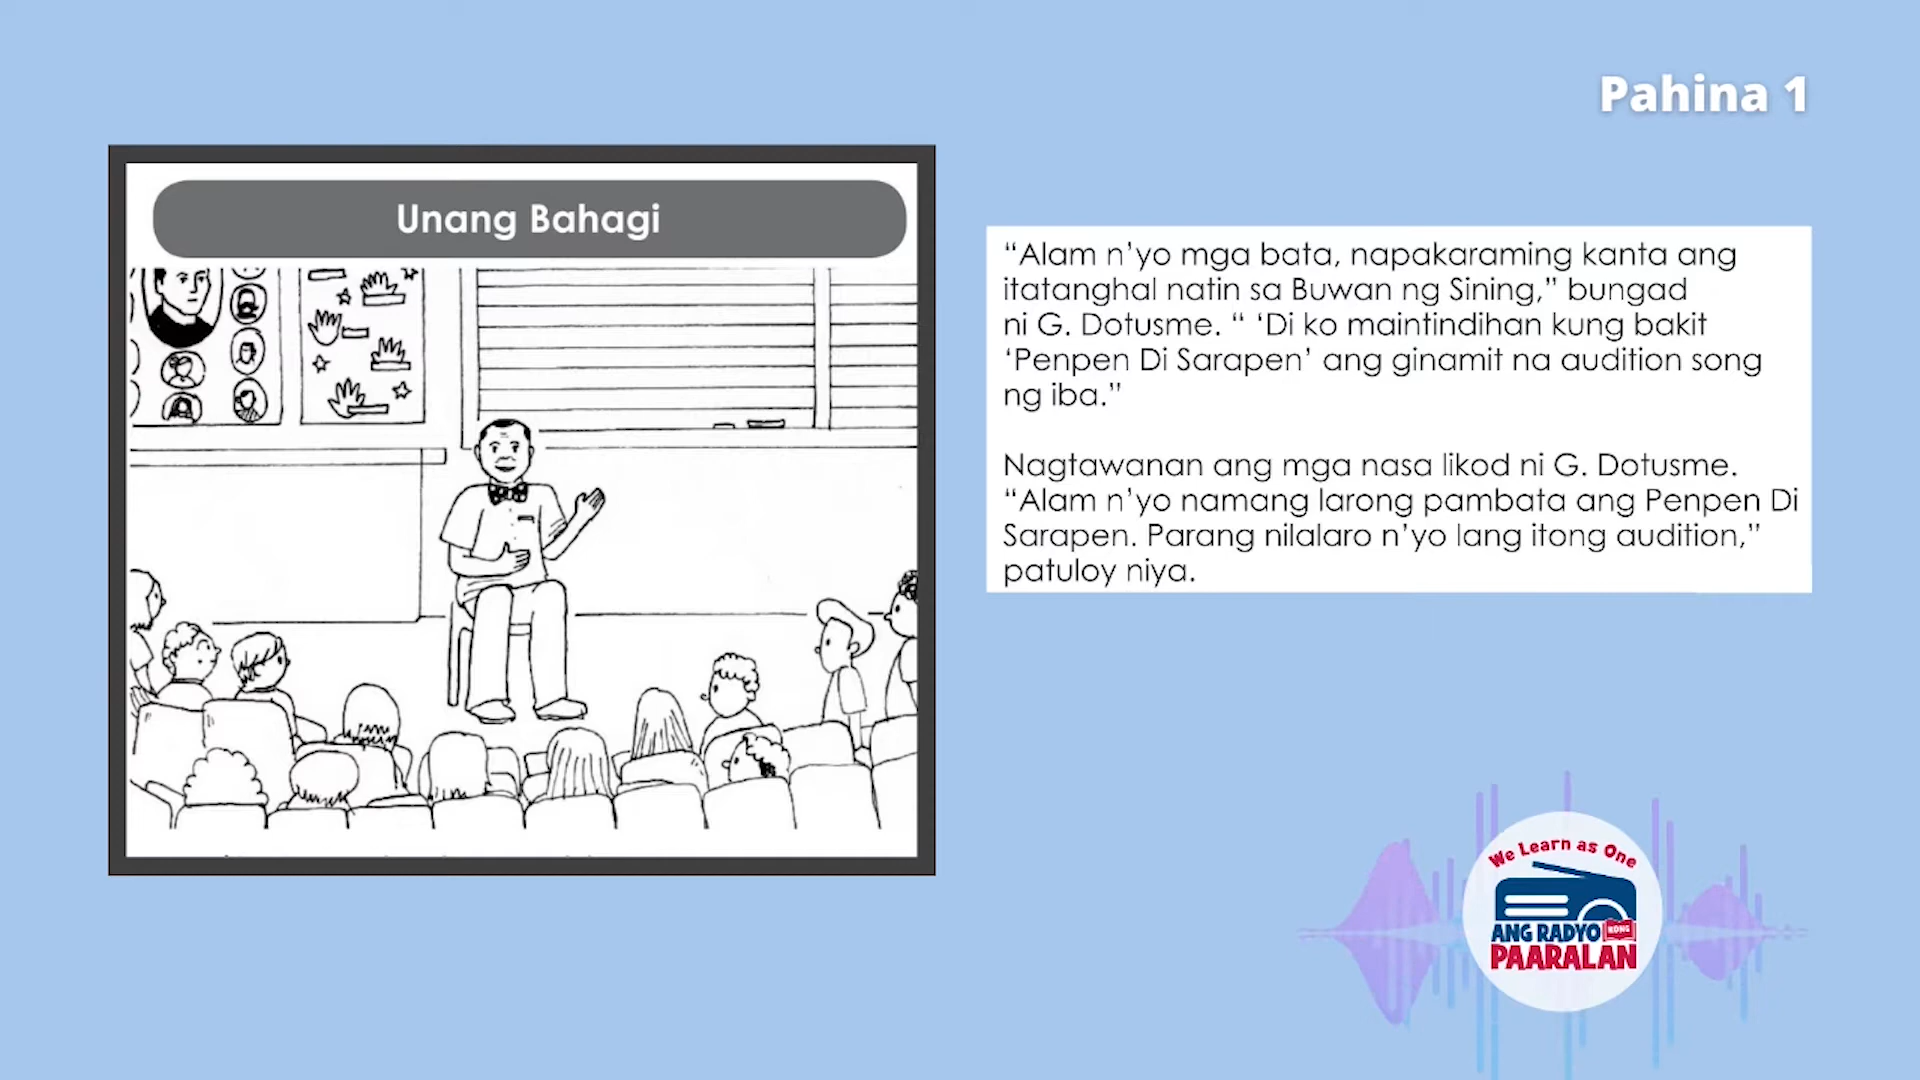 Pahina 1
Unang Bahagi
“Alam n’yo mga bata, napakaraming kanta ang
itatanghal natin sa Buwan ng Sining,” bungad
ni G. Dotusme. “ ‘Di ko maintindihan kung bakit
‘Penpen Di Sarapen’ ang ginamit na audition song
ng iba.”
Nagtawanan ang mga nasa likod ni G. Dotusme.
“Alam n’yo namang larong pambata ang Penpen Di
Sarapen. Parang nilalaro n’yo lang itong audition,”
patuloy niya.
We Learn as One
ANG RADYO KONG
PAARALAN